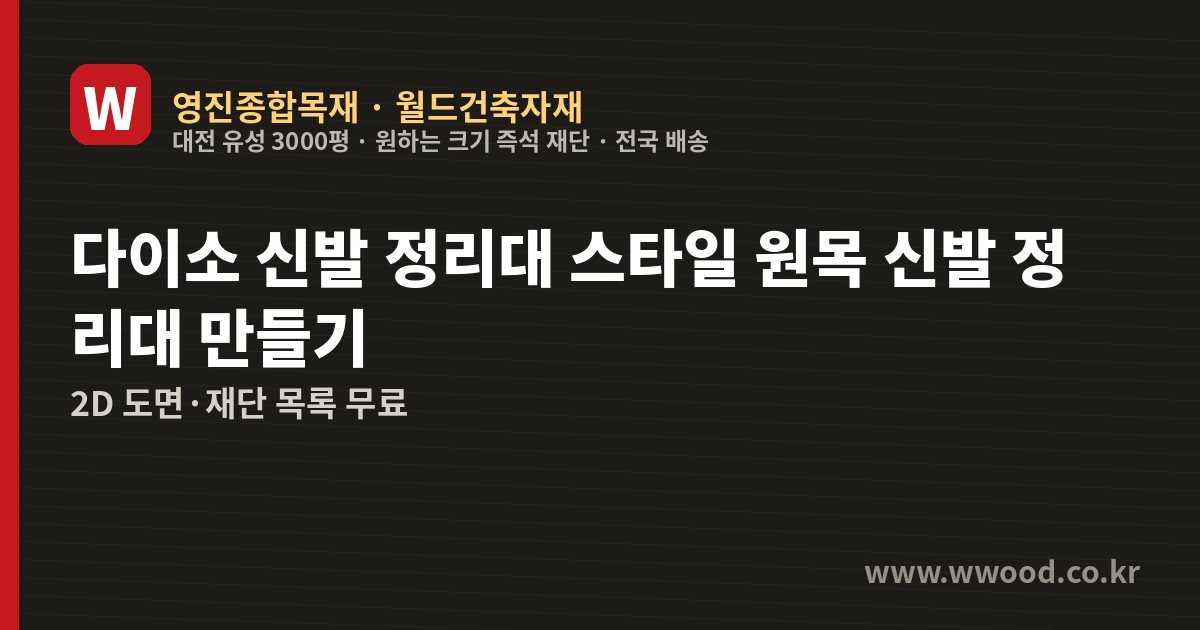 W
영진종합목재 · 월드건축자재
대전 유성 3000평 · 원하는 크기 즉석 재단 · 전국 배송
다이소 신발 정리대 스타일 원목 신발 정
리대 만들기
2D 도면·재단 목록 무료
www.wwood.co.kr